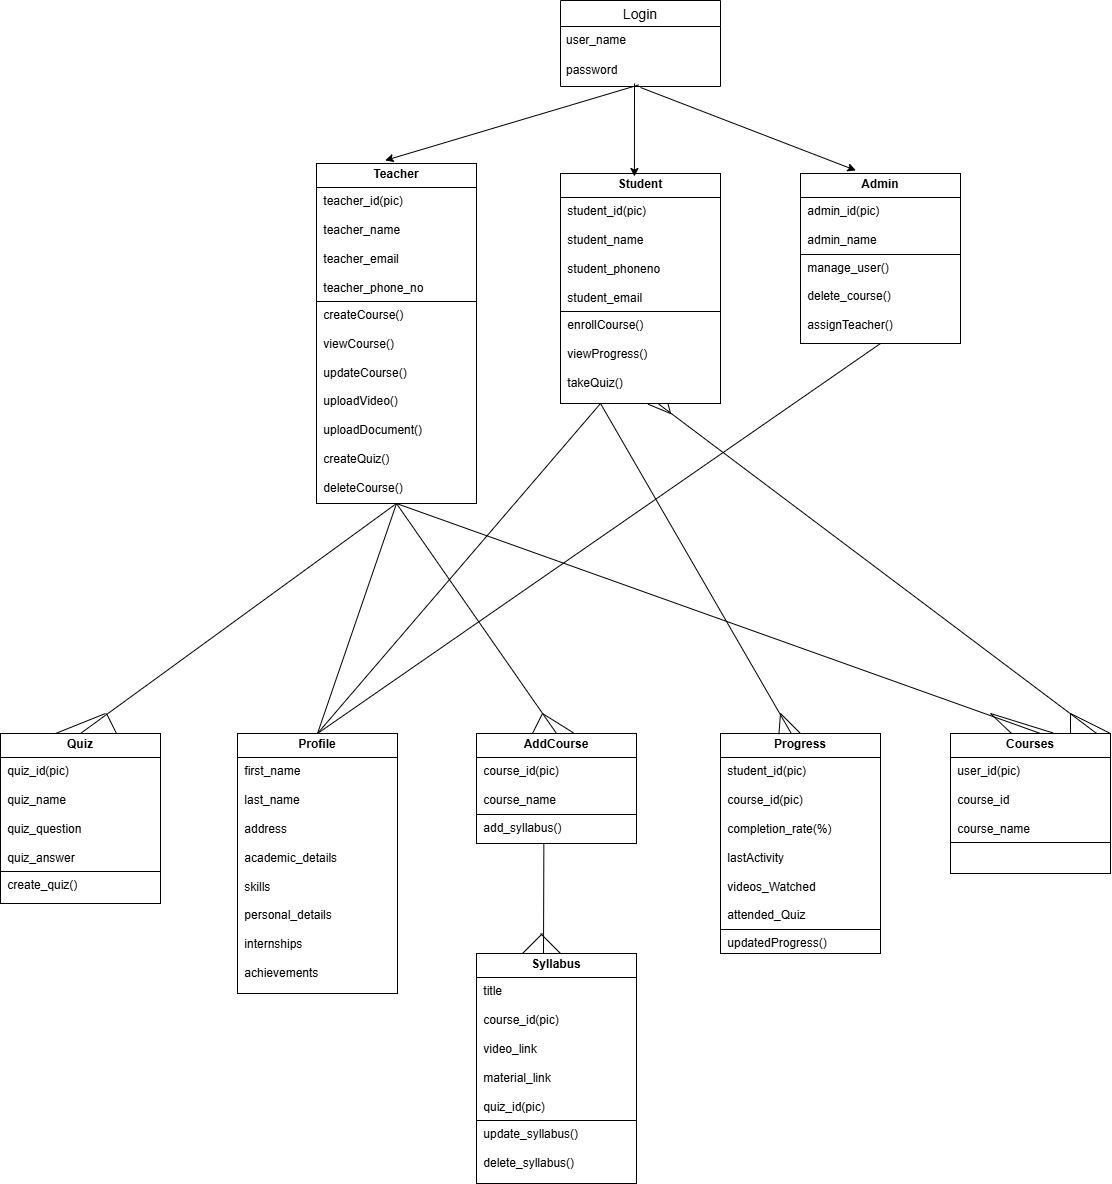 Login
user_name
password
Teacher
teacher_id(pic)
teacher_name
teacher_email
teacher_phone_no
createCourse()
viewCourse()
updateCourse()
uploadVideo()
uploadDocument()
createQuiz()
deleteCourse()
Student
student_id(pic)
student_name
student_phoneno
student_email
enrollCourse()
viewProgress()
takeQuiz()
Admin
admin_id(pic)
admin_name
manage_user()
delete_course()
assignTeacher()
Quiz
quiz_id(pic)
quiz_name
quiz_question
quiz_answer
create_quiz()
Profile
first_name
last_name
address
academic_details
skills
personal_details
internships
achievements
AddCourse
course_id(pic)
course_name
add_syllabus()
Progress
student_id(pic)
course_id(pic)
completion_rate(%)
lastActivity
videos_Watched
attended_Quiz
updatedProgress()
Courses
user_id(pic)
course_id
course_name
Syllabus
title
course_id(pic)
video_link
material_link
quiz_id(pic)
update_syllabus()
delete_syllabus()